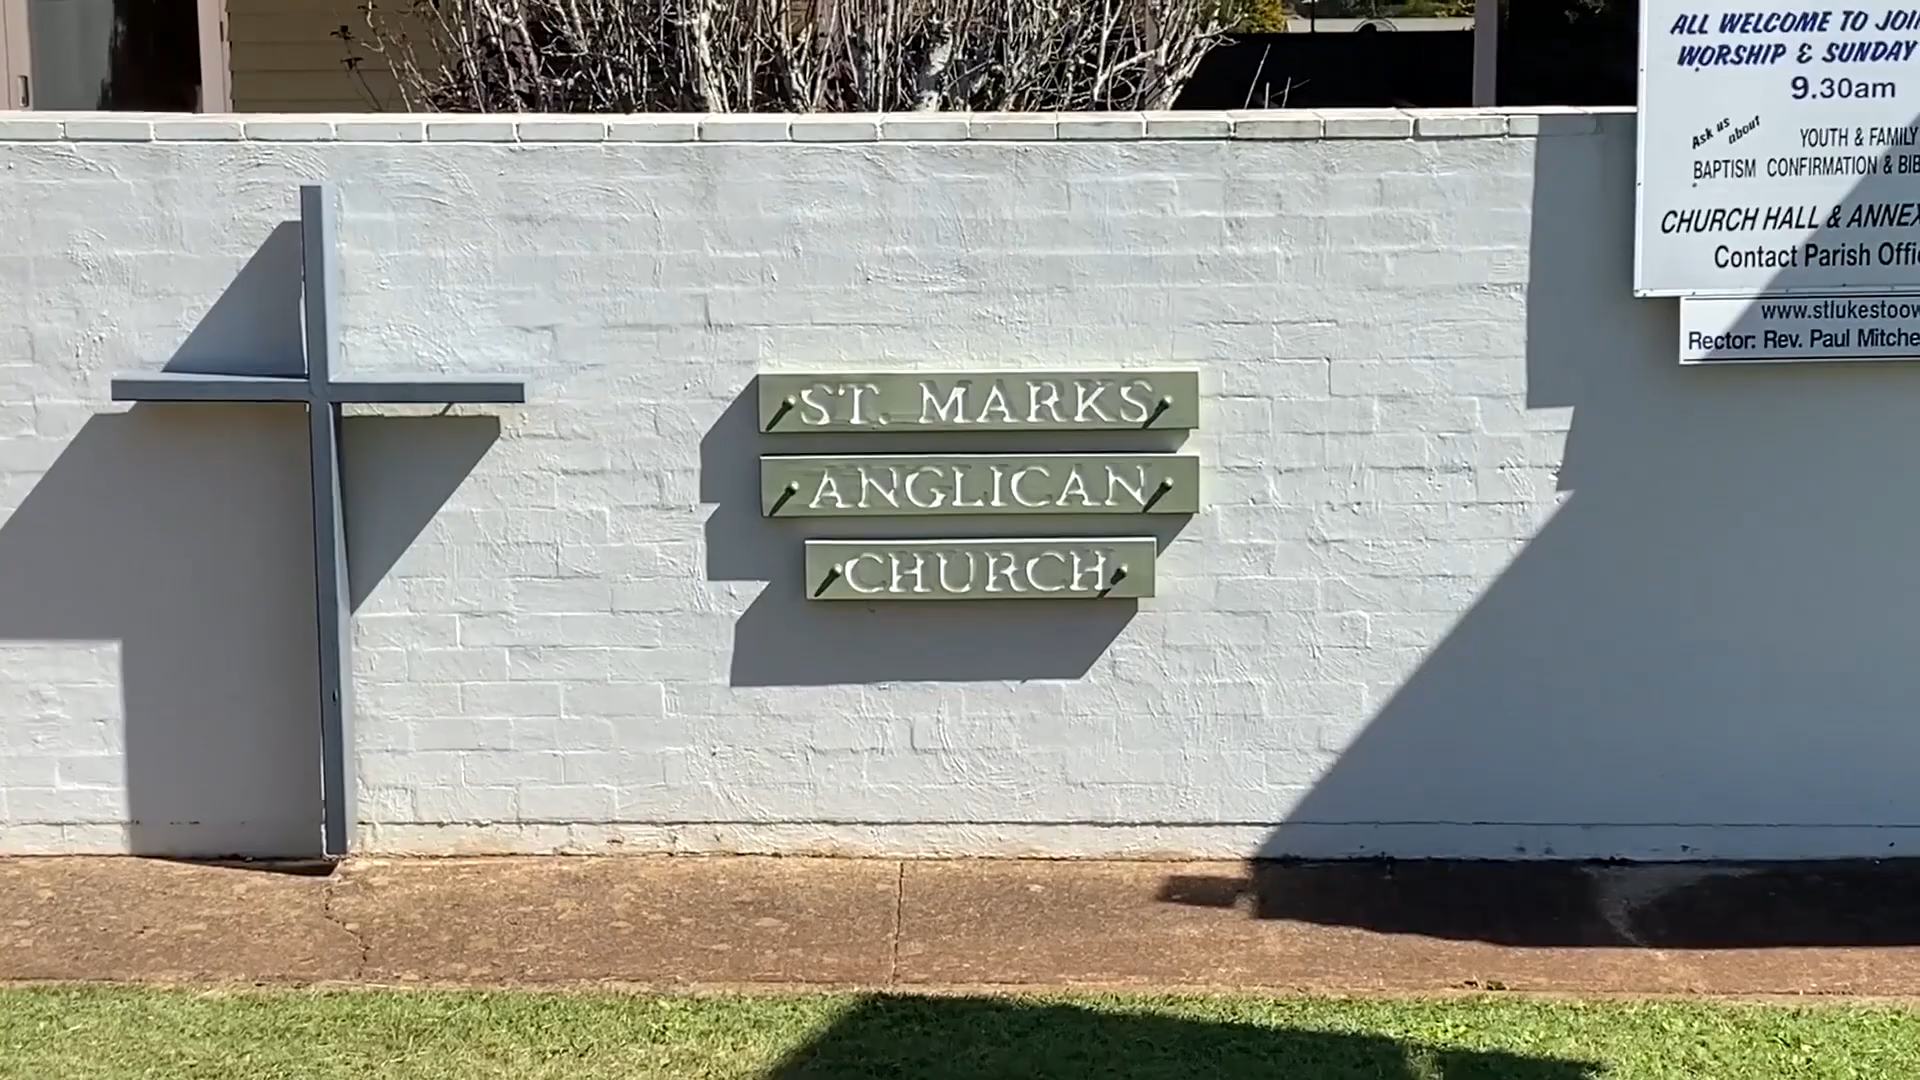 ST. MARKS
ANGLICAN
CHURCH
ALL WELCOME TO
WORSHIP & SUNDAY
9.30am
Ask us about
YOUTH & FAMILY
BAPTISM CONFIRMATION &
CHURCH HALL &
Contact Parish
Rector: Rev. Paul